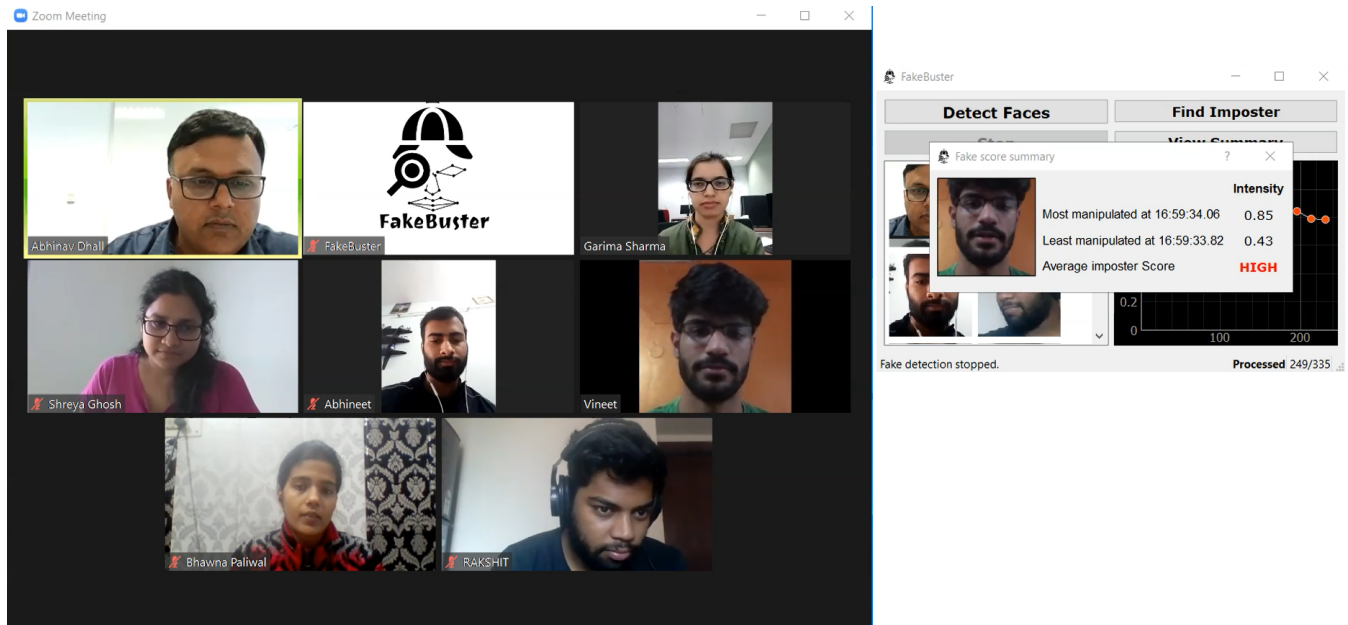 Zoom Meeting
FakeBuster
Abhinav Dhall
FakeBuster
Garima Sharma
Shreya Ghosh
Abhineet
Vineet
Bhawna Paliwal
RAKSHIT
FakeBuster
Detect Faces
Find Imposter
Stop
View Summary
Fake score summary
?
Intensity
Most manipulated at 16:59:34.06 0.85
Least manipulated at 16:59:33.82 0.43
Average imposter Score HIGH
0.2
0
100 200
Fake detection stopped.
Processed 249/335